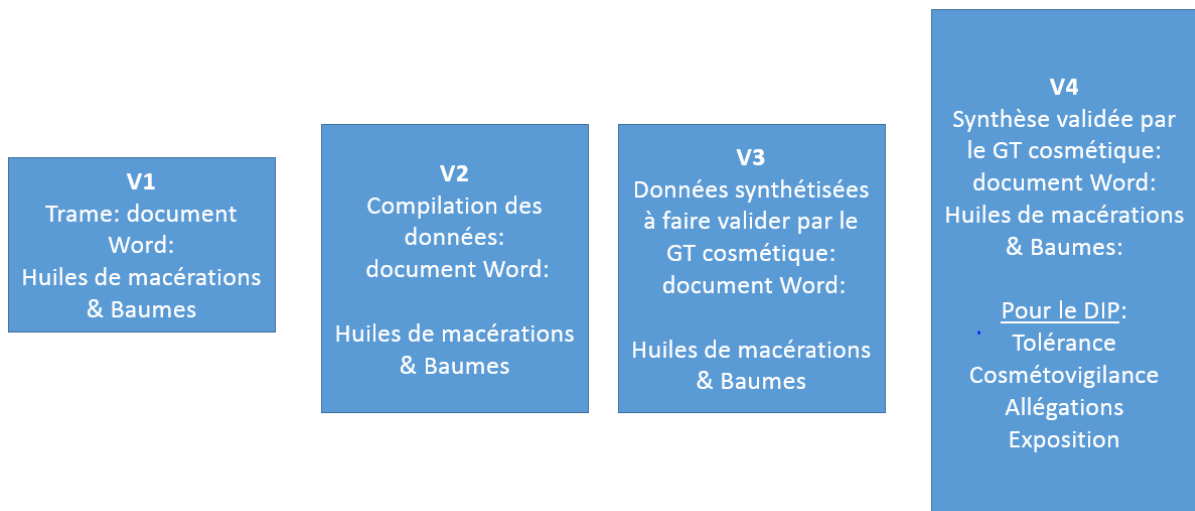 V1
Trame: document
Word:
Huiles de macérations
& Baumes
V2
Compilation des
données:
document Word:
Huiles de macérations
& Baumes
V3
Données synthétisées
à faire valider par le
GT cosmétique:
document Word:
Huiles de macérations
& Baumes
V4
Synthèse validée par
le GT cosmétique:
document Word:
Huiles de macérations
& Baumes:
Pour le DIP:
Tolérance
Cosmétovigilance
Allégations
Exposition